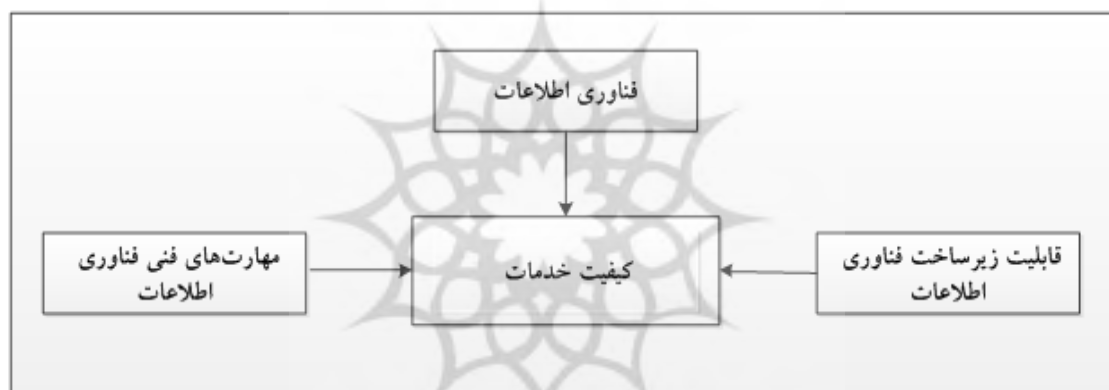 فناوری اطلاعات
قابلیت زیرساخت فناوری
اطلاعات
کیفیت خدمات
مهارت‌های فنی فناوری
اطلاعات